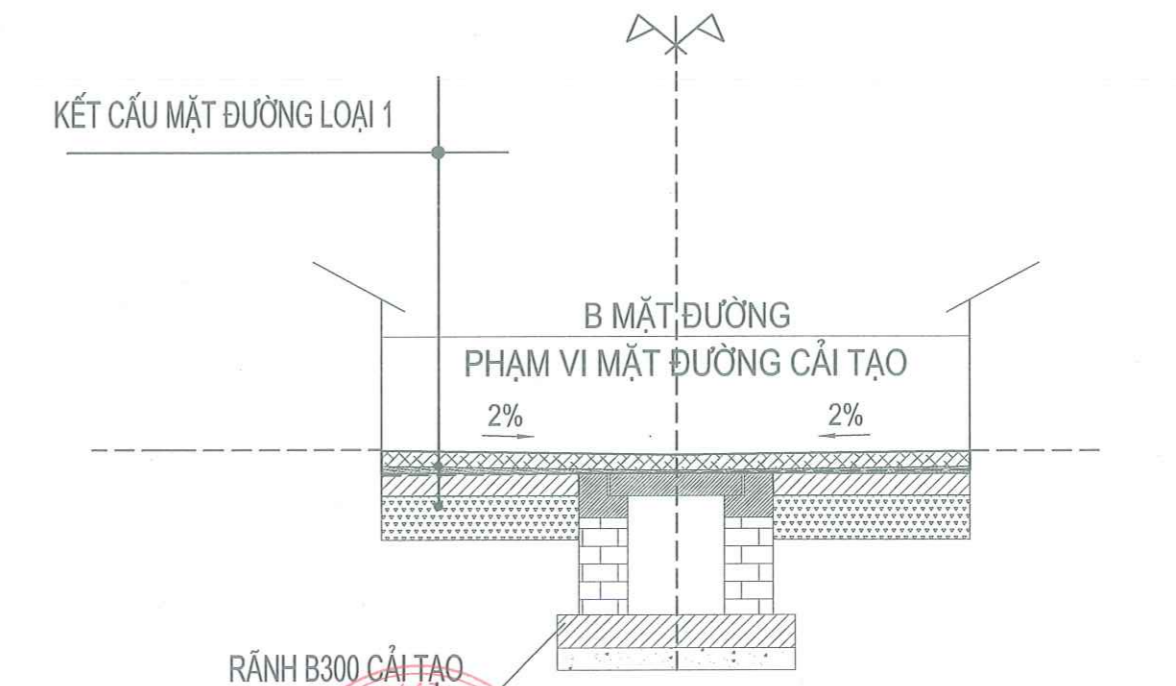 KẾT CẤU MẶT ĐƯỜNG LOẠI 1
B MẶT ĐƯỜNG
PHẠM VI MẶT ĐƯỜNG CẢI TẠO
2%
2%
RÃNH B300 CẢI TẠO